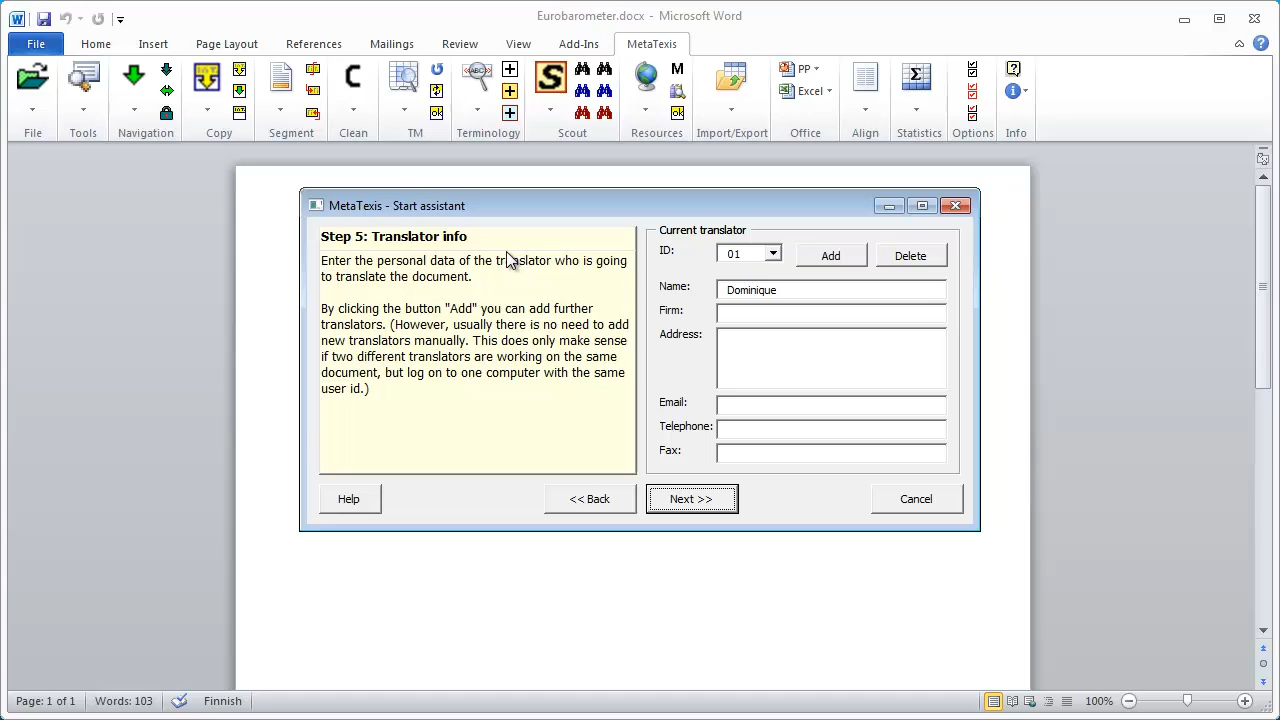 Eurobarometer.docx - Microsoft Word
File Home Insert Page Layout References Mailings Review View Add-Ins MetaTexis
PP
Excel
File Tools Navigation Copy Segment Clean TM Terminology Scout Resources Import/Export Office Align Statistics Options Info
MetaTexis - Start assistant
Step 5: Translator info
Enter the personal data of the translator who is going
to translate the document.
By clicking the button "Add" you can add further
translators. (However, usually there is no need to add
new translators manually. This does only make sense
if two different translators are working on the same
document, but log on to one computer with the same
user id.)
Current translator
ID: 01 Add Delete
Name: Dominique
Firm:
Address:
Email:
Telephone:
Fax:
Help << Back Next >> Cancel
Page: 1 of 1 Words: 103 Finnish 100%